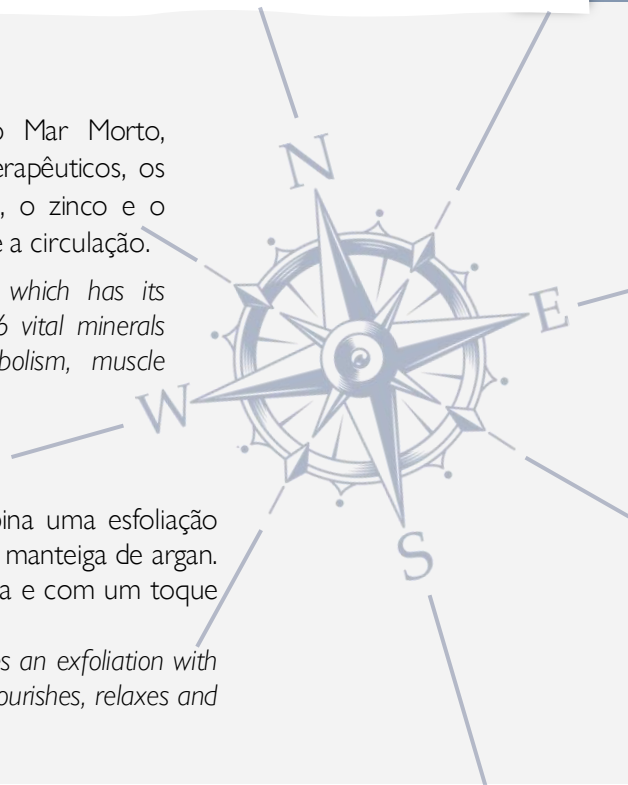 Mar Morto,
erapêuticos, os
, o zinco e o
a circulação.
which has its
vital minerals
bolism, muscle
N
E
W
S
ina uma esfoliação
manteiga de argan.
a e com um toque
s an exfoliation with
ourishes, relaxes and